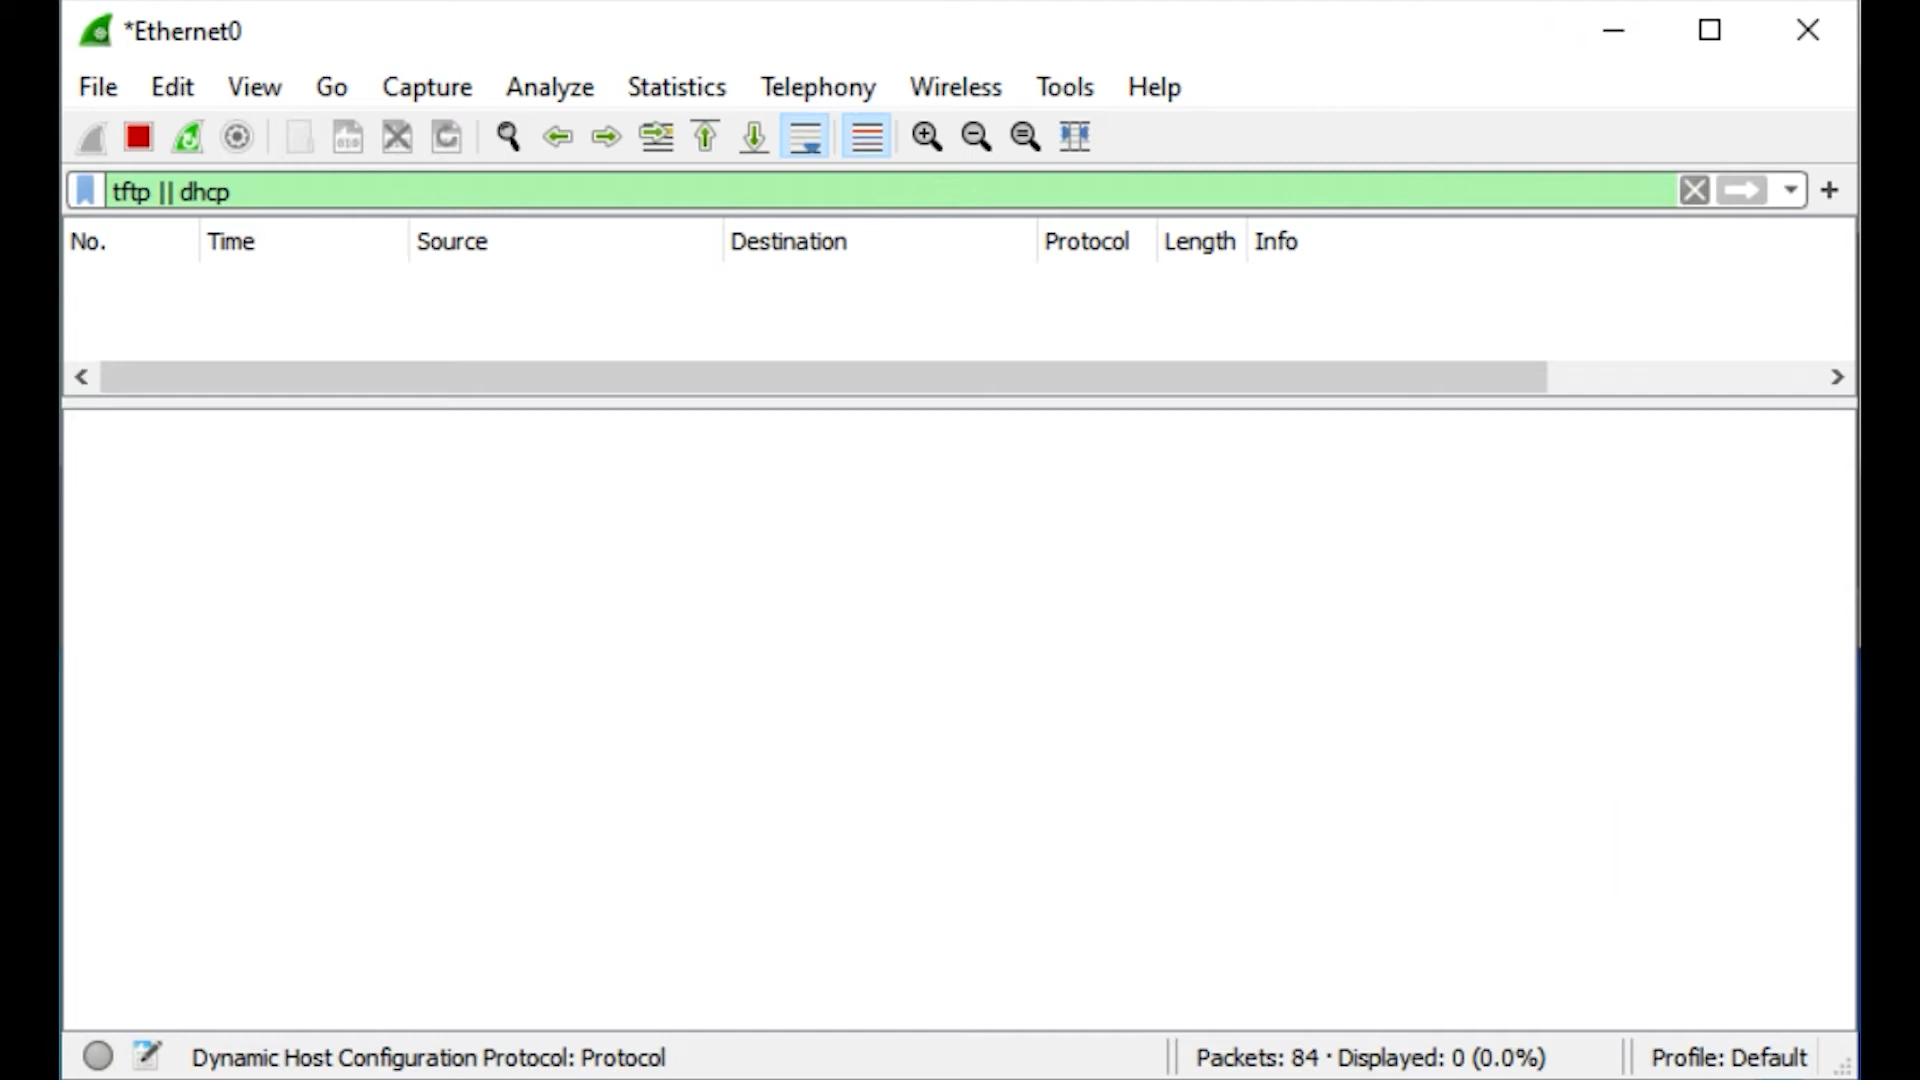 *Ethernet0
File Edit View Go Capture Analyze Statistics Telephony Wireless Tools Help
tftp || dhcp
No. Time Source Destination Protocol Length Info
Dynamic Host Configuration Protocol: Protocol Packets: 84 · Displayed: 0 (0.0%) Profile: Default